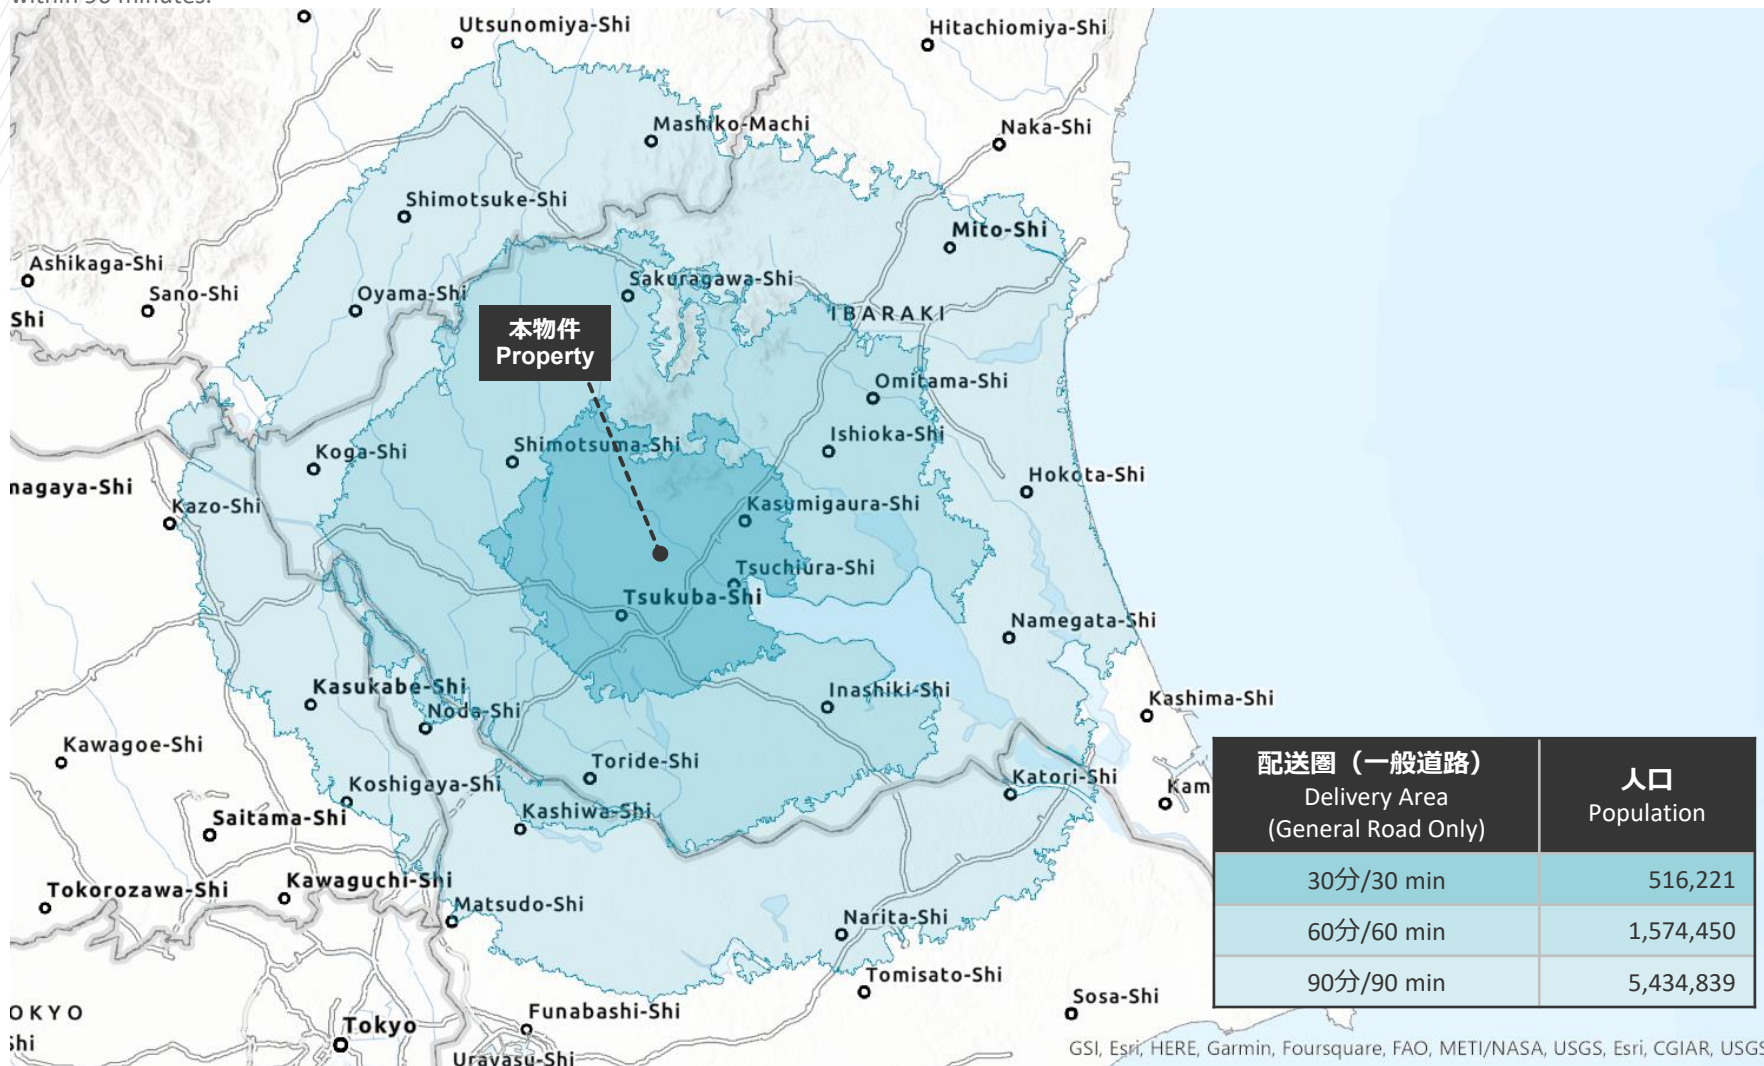 within 90 minutes.
Utsunomiya-Shi
Hitachiomiya-Shi
Mashiko-Machi
Naka-Shi
Shimotsuke-Shi
Mito-Shi
Ashikaga-Shi
Sano-Shi
Oyama-Shi
Sakuragawa-Shi
Shi
IBARAKI
本物件
Property
Omitama-Shi
Shimotsuma-Shi
Ishioka-Shi
Koga-Shi
Hokota-Shi
magaya-Shi
Kazo-Shi
Kasumigaura-Shi
Tsuchiura-Shi
Tsukuba-Shi
Namegata-Shi
Kasukabe-Shi
Noda-Shi
Inashiki-Shi
Kashima-Shi
Kawagoe-Shi
Toride-Shi
Koshigaya-Shi
Katori-Shi
Kam
Saitama-Shi
Kashiwa-Shi
Tokorozawa-Shi
Kawaguchi-Shi
Matsudo-Shi
Narita-Shi
Tomisato-Shi
Sosa-Shi
OKYO
Shi
Tokyo
Funabashi-Shi
Urayasu-Shi
配送圏（一般道路）
Delivery Area
(General Road Only)
人口
Population
30分/30 min 516,221
60分/60 min 1,574,450
90分/90 min 5,434,839
GSI, Esri, HERE, Garmin, Foursquare, FAO, METI/NASA, USGS, Esri, CGIAR, USGS